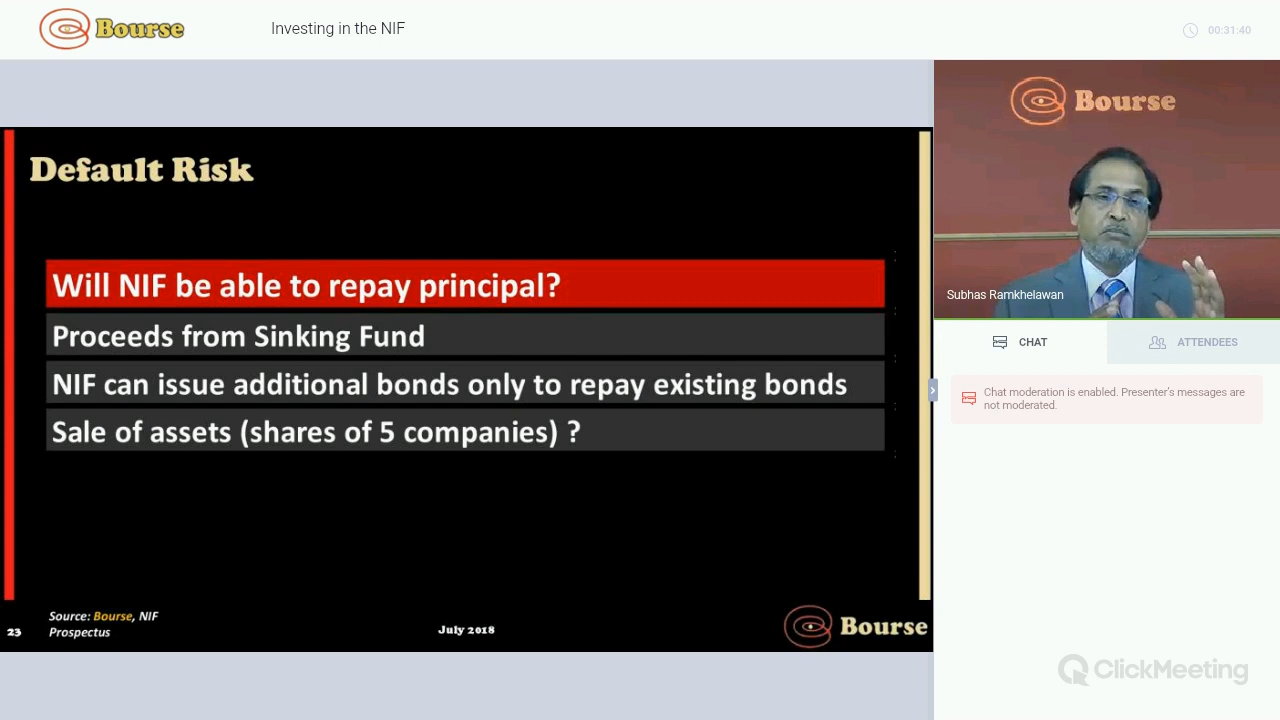 Bourse
Investing in the NIF
00:31:40
Default Risk
Will NIF be able to repay principal?
Proceeds from Sinking Fund
NIF can issue additional bonds only to repay existing bonds
Sale of assets (shares of 5 companies) ?
23
Source: Bourse, NIF
Prospectus
July 2018
Bourse
Bourse
Subhas Ramkhelawan
CHAT
ATTENDEES
Chat moderation is enabled. Presenter's messages are
not moderated.
ClickMeeting